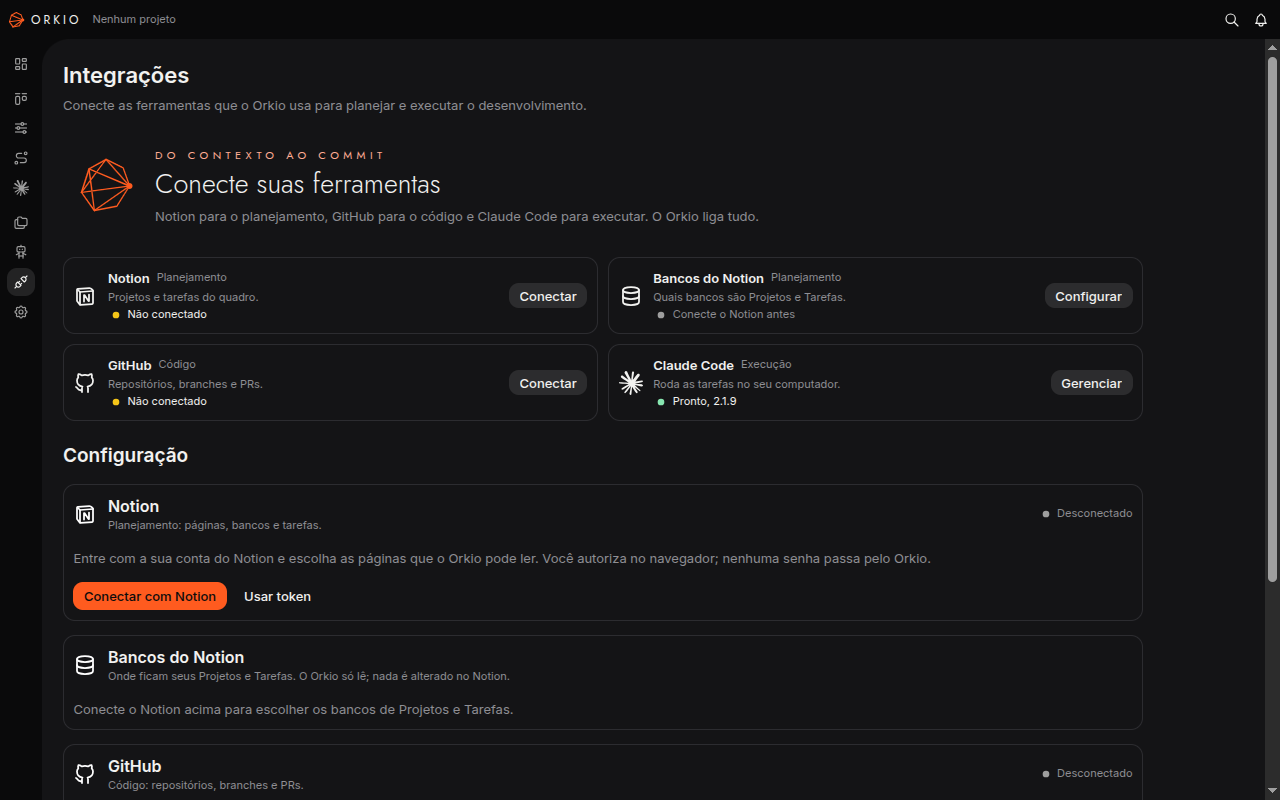 ORKIO Nenhum projeto
Integrações
Conecte as ferramentas que o Orkio usa para planejar e executar o desenvolvimento.
DO CONTEXTO AO COMMIT
Conecte suas ferramentas
Notion para o planejamento, GitHub para o código e Claude Code para executar. O Orkio liga tudo.
Notion Planejamento
Projetos e tarefas do quadro.
Não conectado
Conectar
Bancos do Notion Planejamento
Quais bancos são Projetos e Tarefas.
Conecte o Notion antes
Configurar
GitHub Código
Repositórios, branches e PRs.
Não conectado
Conectar
Claude Code Execução
Roda as tarefas no seu computador.
Pronto, 2.1.9
Gerenciar
Configuração
Notion
Planejamento: páginas, bancos e tarefas.
Desconectado
Entre com a sua conta do Notion e escolha as páginas que o Orkio pode ler. Você autoriza no navegador; nenhuma senha passa pelo Orkio.
Conectar com Notion Usar token
Bancos do Notion
Onde ficam seus Projetos e Tarefas. O Orkio só lê; nada é alterado no Notion.
Conecte o Notion acima para escolher os bancos de Projetos e Tarefas.
GitHub
Código: repositórios, branches e PRs.
Desconectado